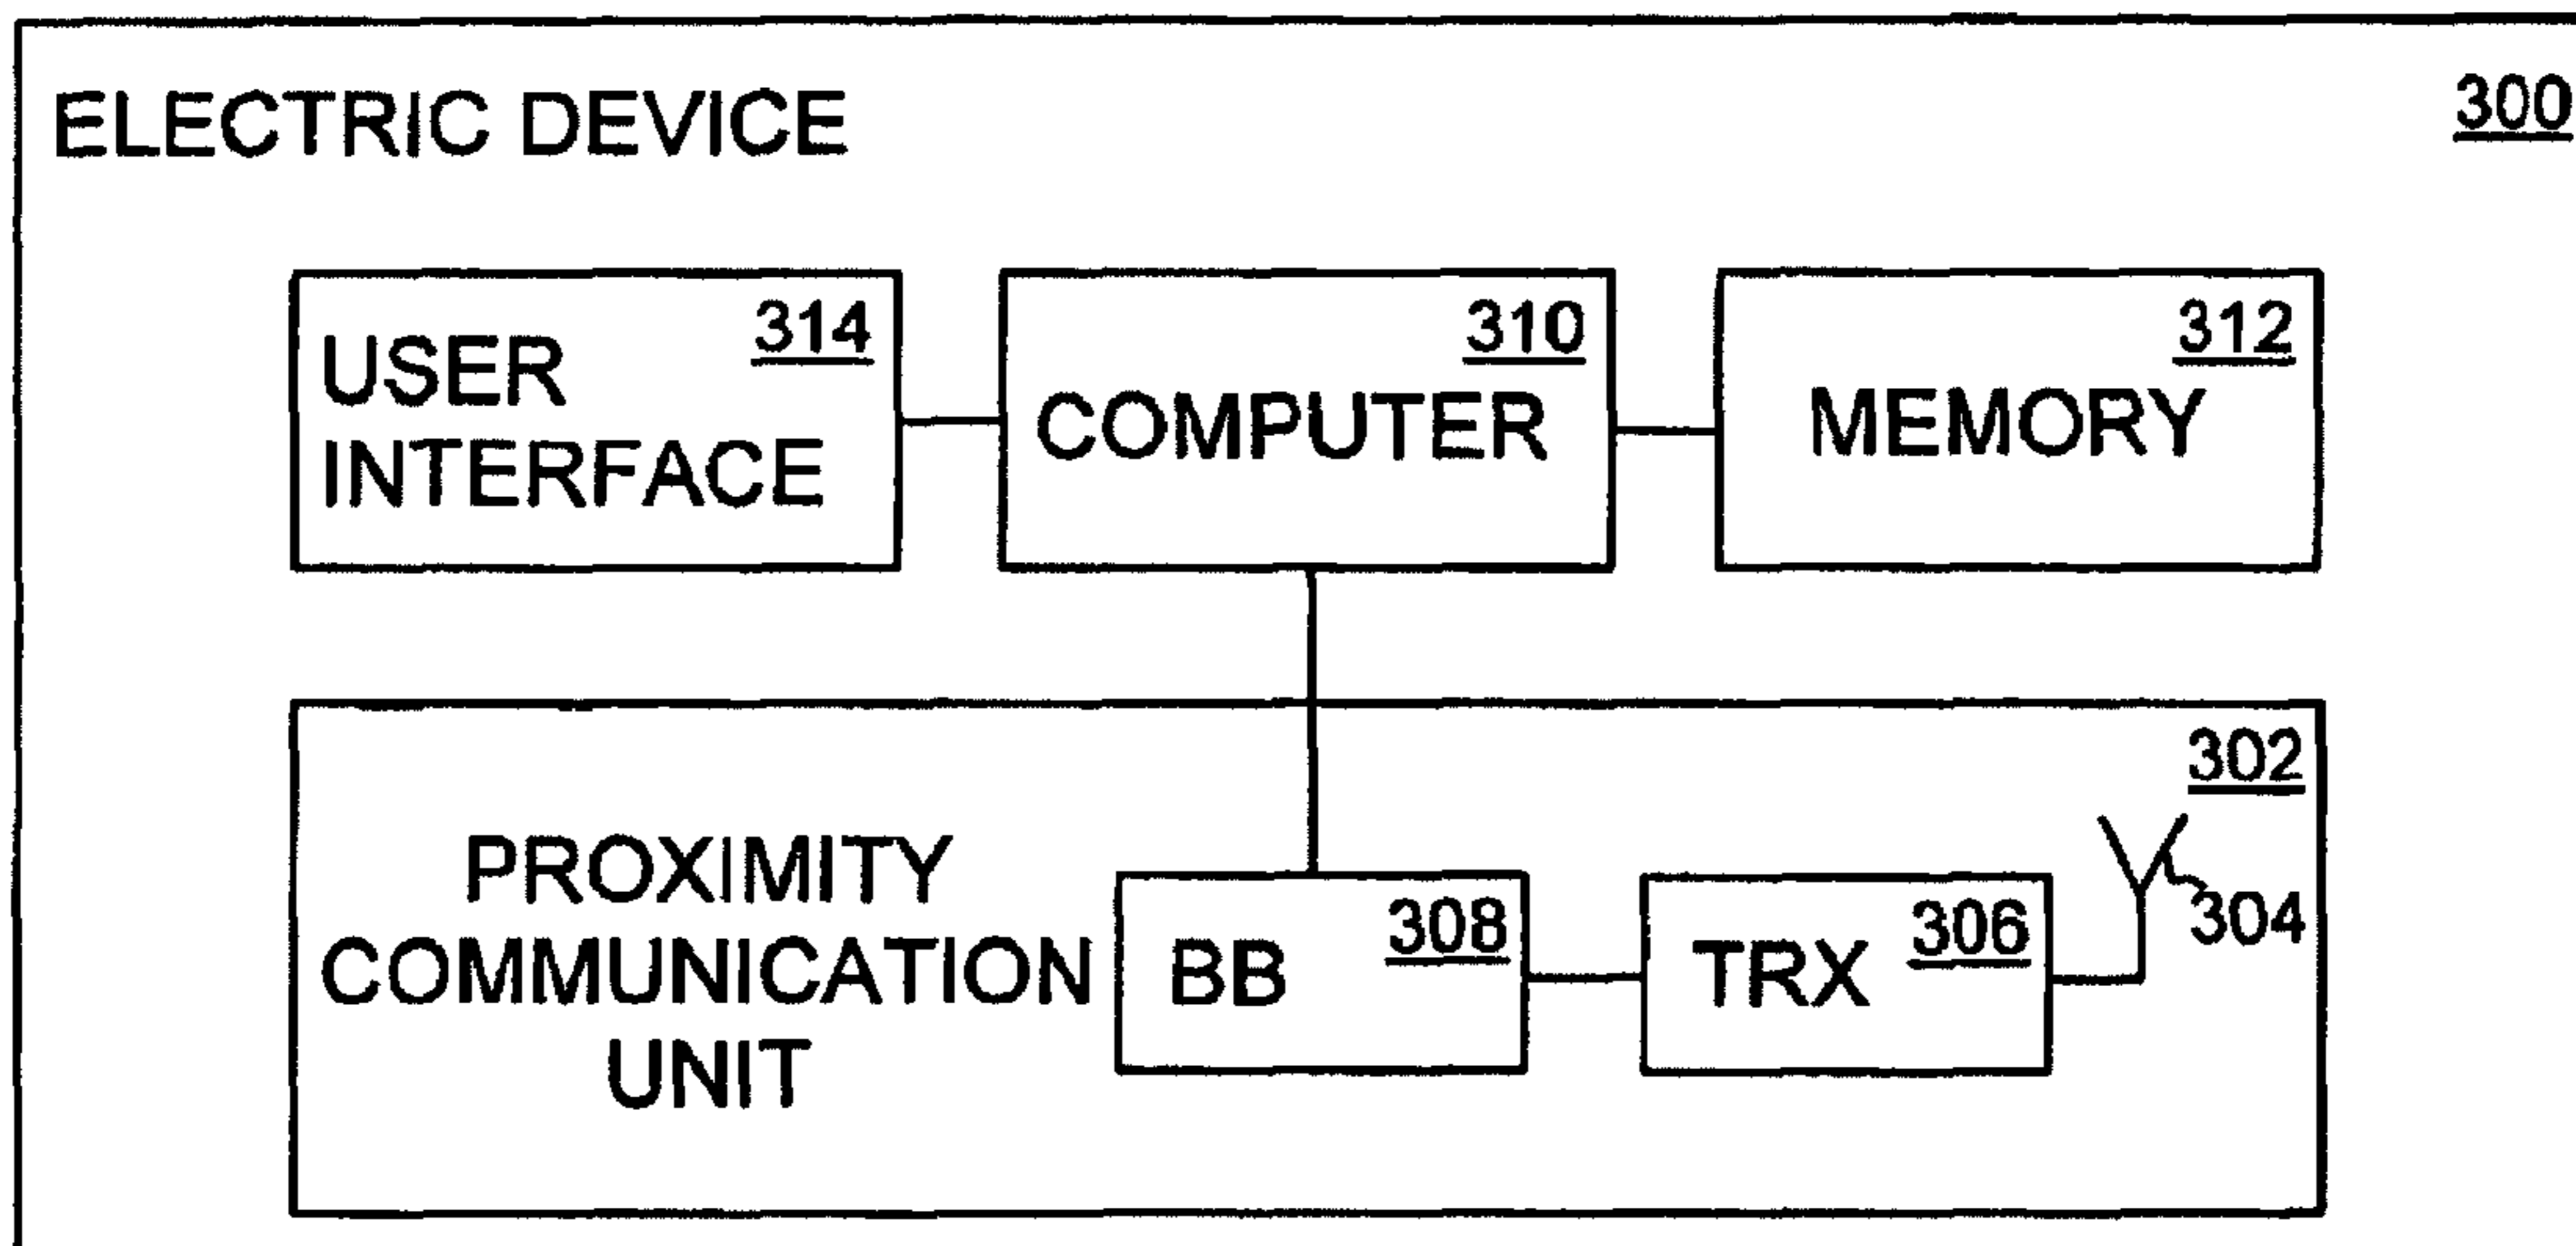 ELECTRIC DEVICE 300
314
USER
INTERFACE
310
COMPUTER
312
MEMORY
302
PROXIMITY
COMMUNICATION
UNIT
308
BB
306
TRX
304